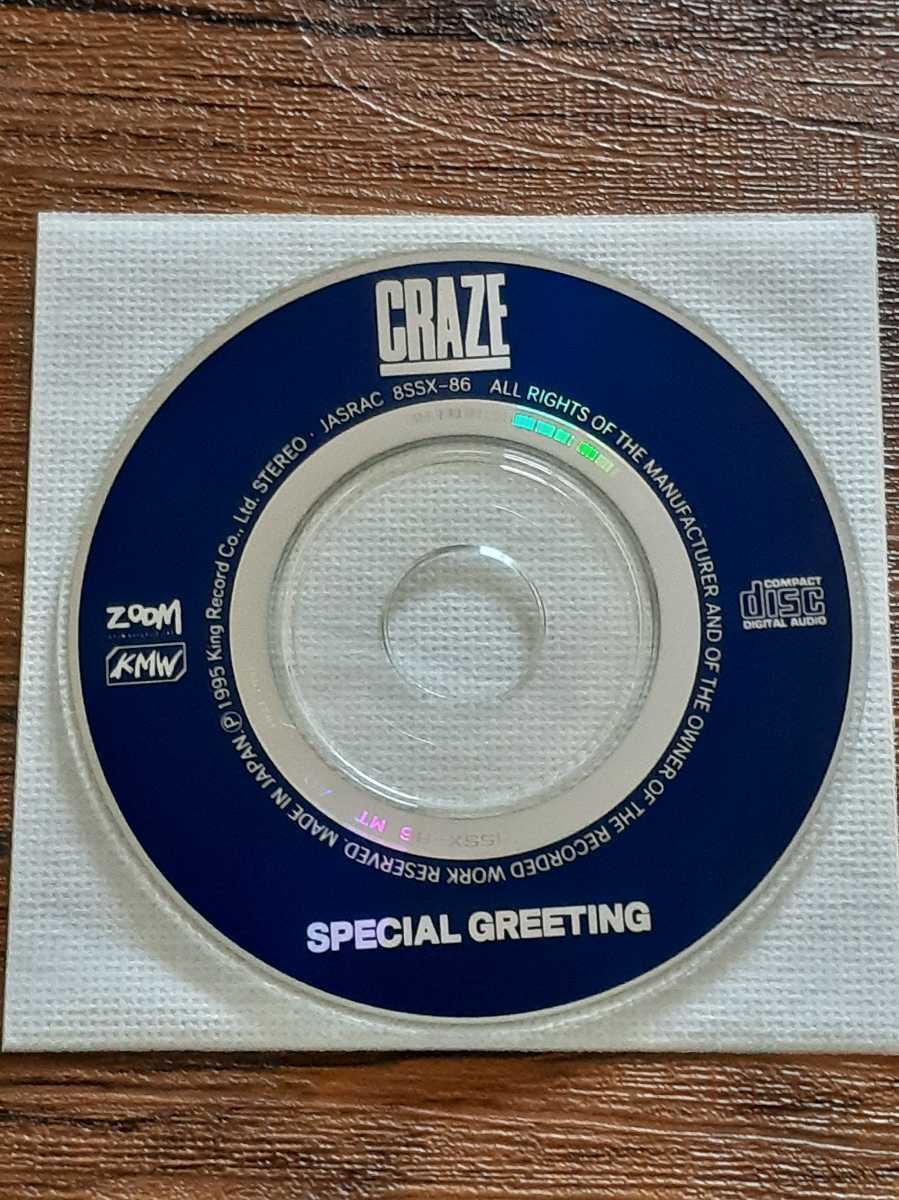 CRAZE
ALL RIGHTS OF THE MANUFACTURER AND OF THE OWNER OF THE RECORDED WORK RESERVED. MADE IN JAPAN. Ⓟ1995 King Record Co., Ltd. STEREO · JASRAC 8SSX-86
ZOOM
KMW
COMPACT
disc
DIGITAL AUDIO
SPECIAL GREETING